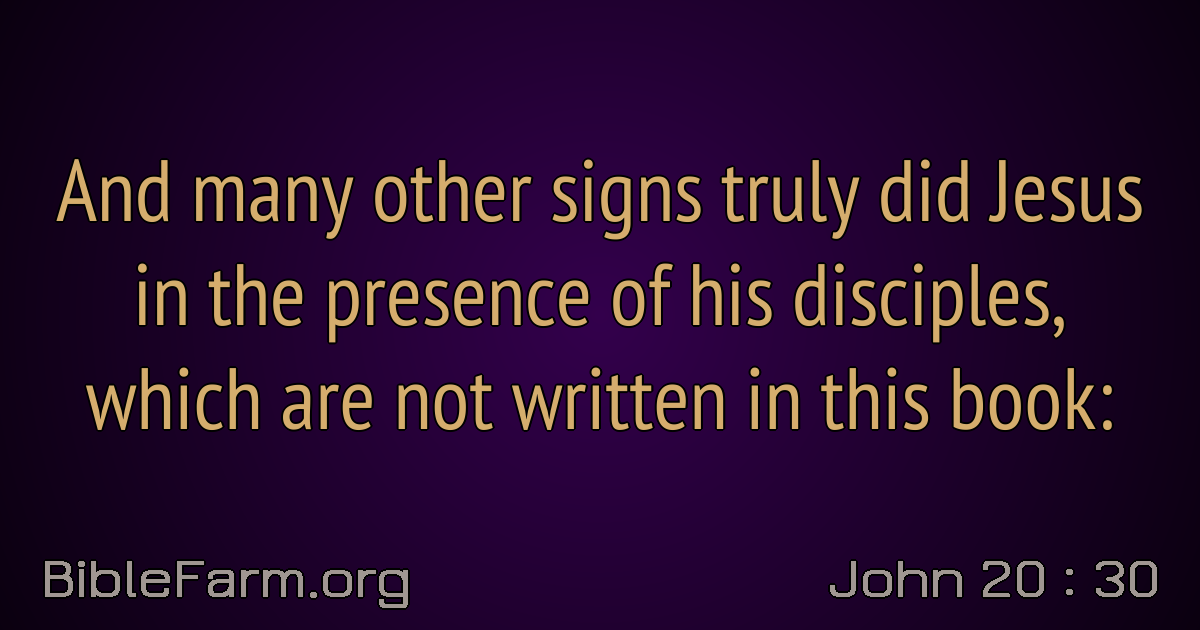 And many other signs truly did Jesus
in the presence of his disciples,
which are not written in this book:
BibleFarm.org
John 20 : 30